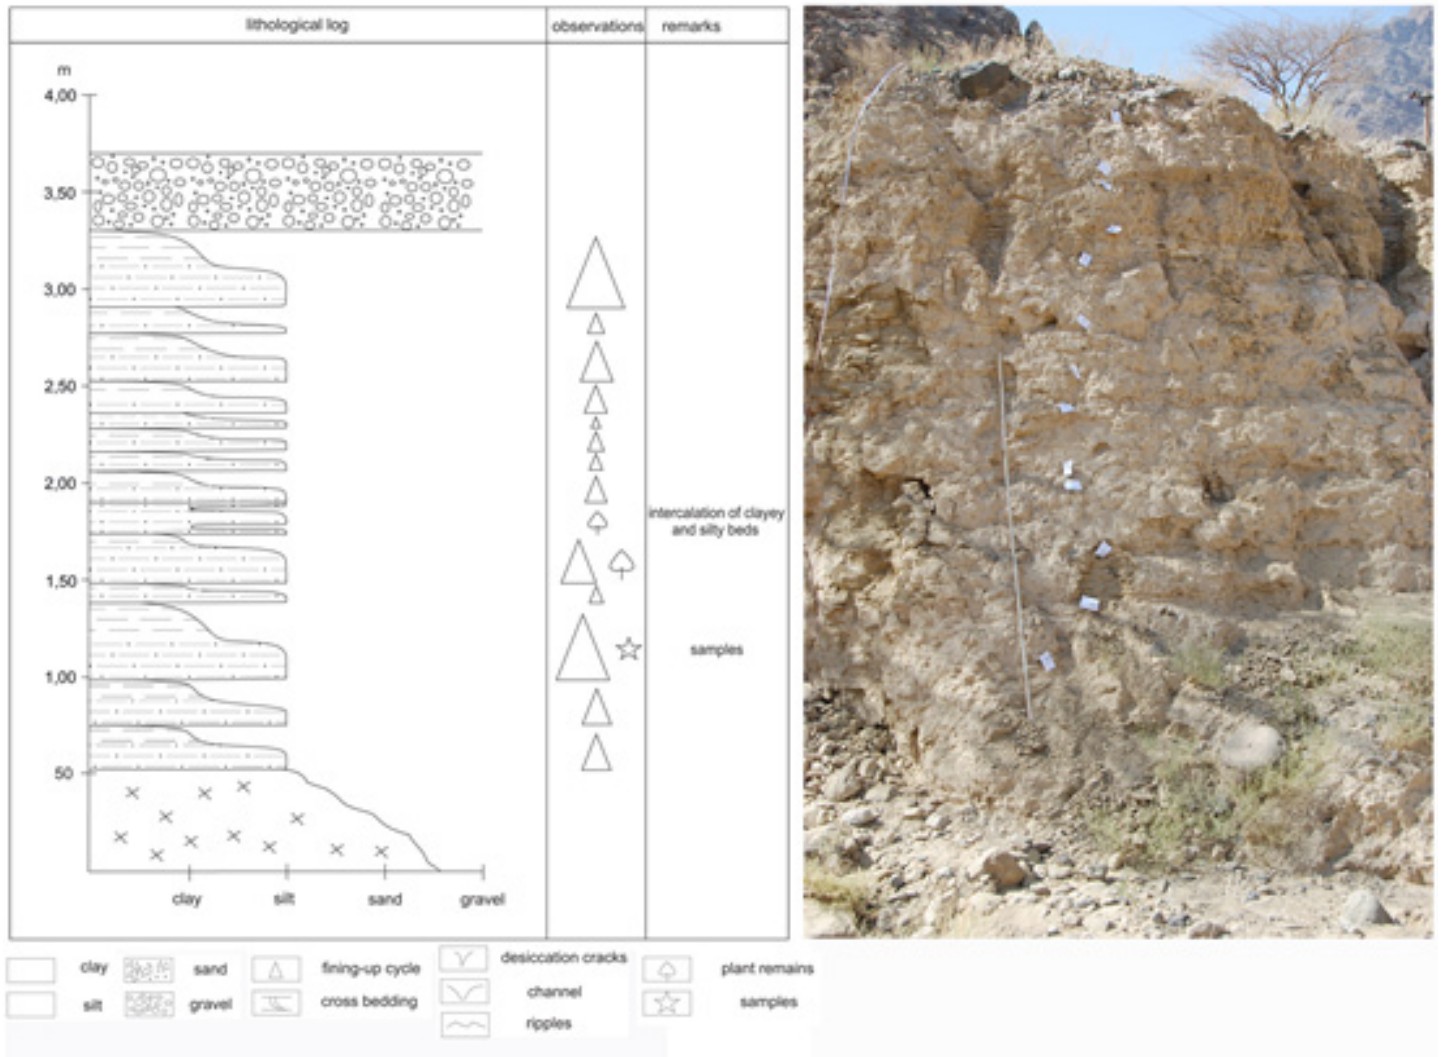 lithological log
observations
remarks
m
4,00
3,50
3,00
2,50
2,00
intercalation of clayey
and silty beds
1,50
samples
1,00
50
clay
silt
sand
gravel
clay
sand
fining-up cycle
desiccation cracks
plant remains
silt
gravel
cross bedding
channel
samples
ripples